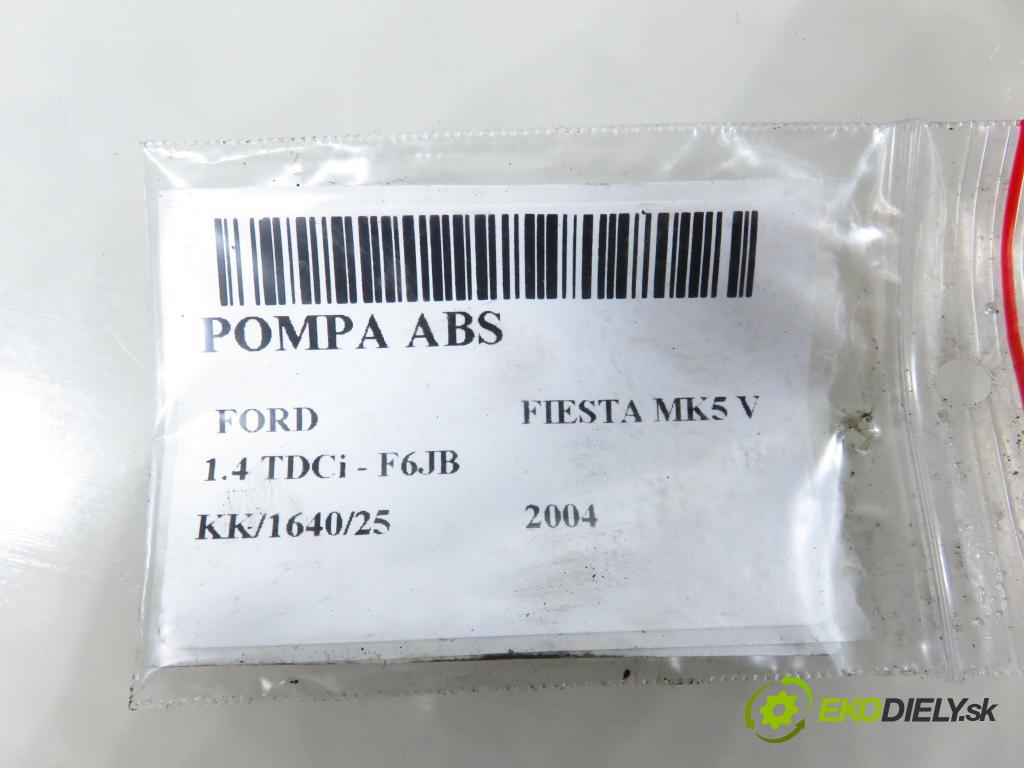 POMPA ABS
FORD FIESTA MK5 V
1.4 TDCi - F6JB
KK/1640/25 2004
EKODIELY.sk